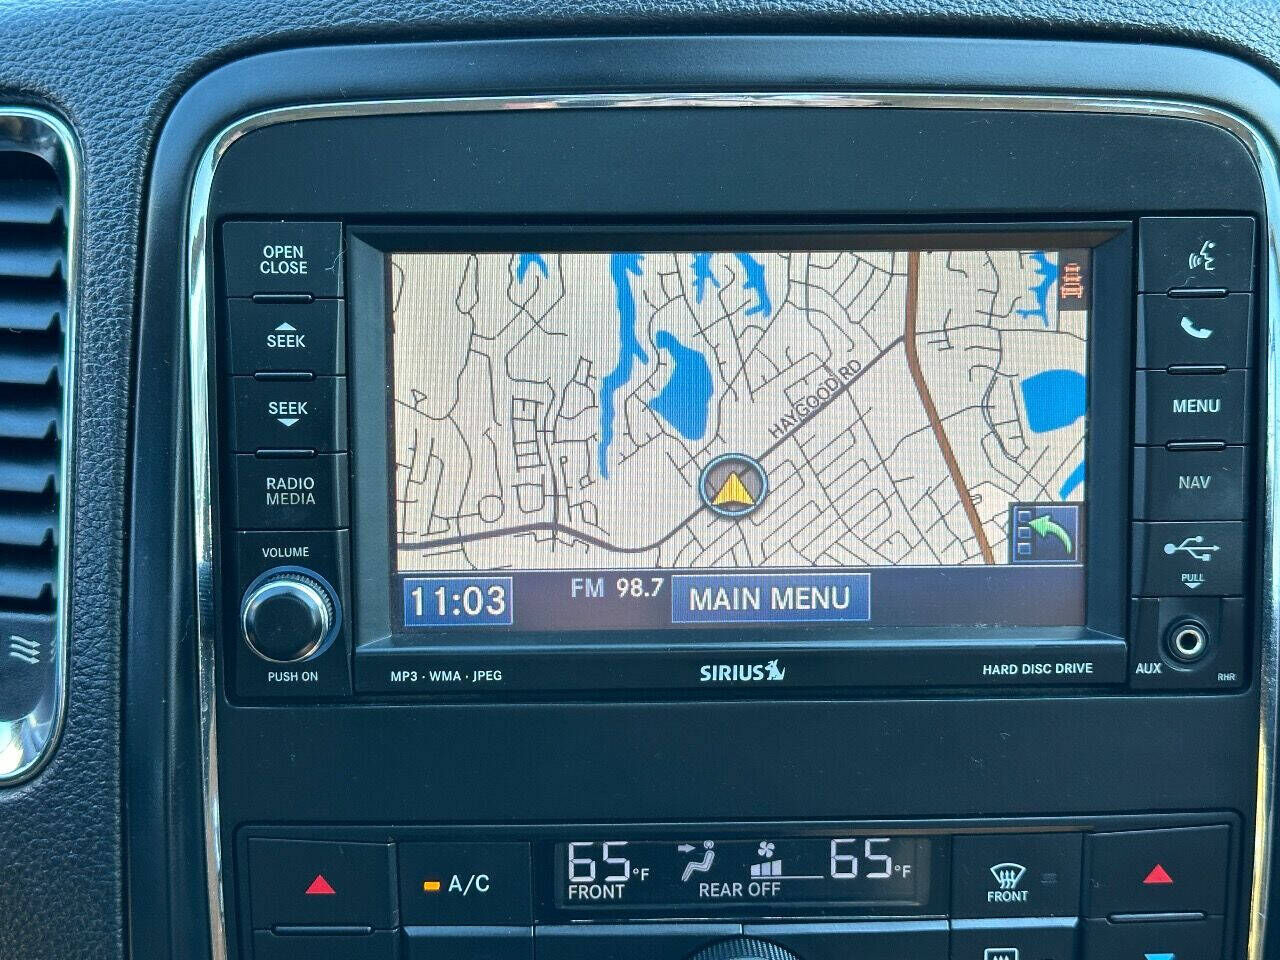 OPEN
CLOSE
SEEK
SEEK
RADIO
MEDIA
VOLUME
PUSH ON
HAYGOOD RD
11:03
FM 98.7
MAIN MENU
MP3 · WMA · JPEG
SIRIUS
HARD DISC DRIVE
MENU
NAV
PULL
AUX
RHR
A/C
65°F
FRONT
REAR OFF
65°F
FRONT